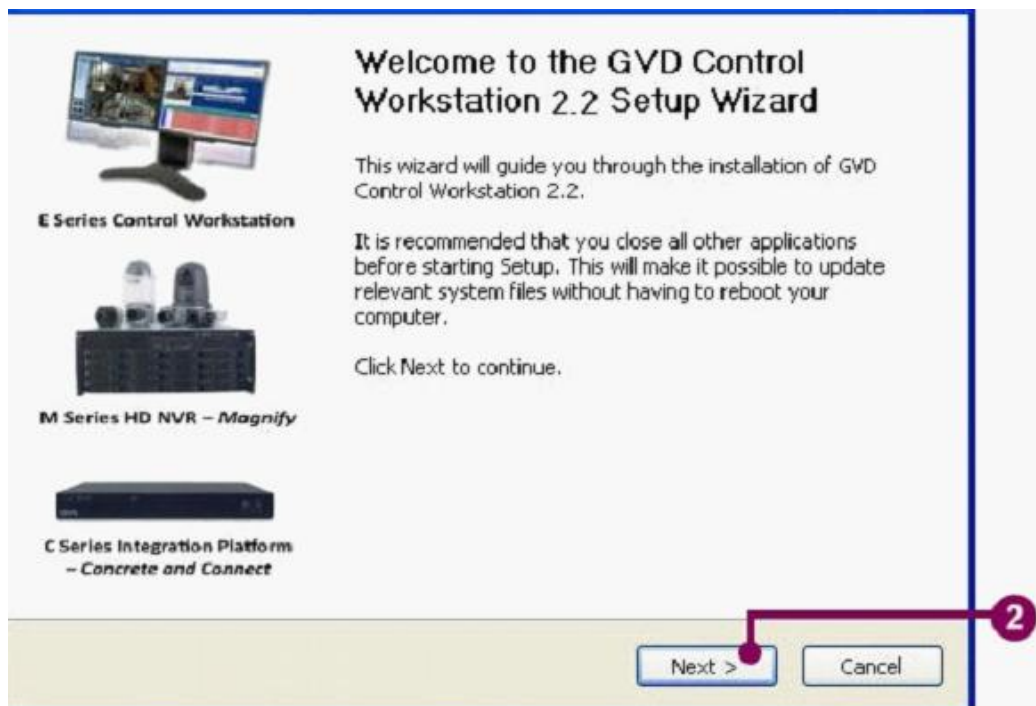 Welcome to the GVD Control
Workstation 2.2 Setup Wizard
This wizard will guide you through the installation of GVD
Control Workstation 2.2.
It is recommended that you close all other applications
before starting Setup. This will make it possible to update
relevant system files without having to reboot your
computer.
Click Next to continue.
E Series Control Workstation
M Series HD NVR – Magnify
C Series Integration Platform
– Concrete and Connect
Next >
Cancel
2